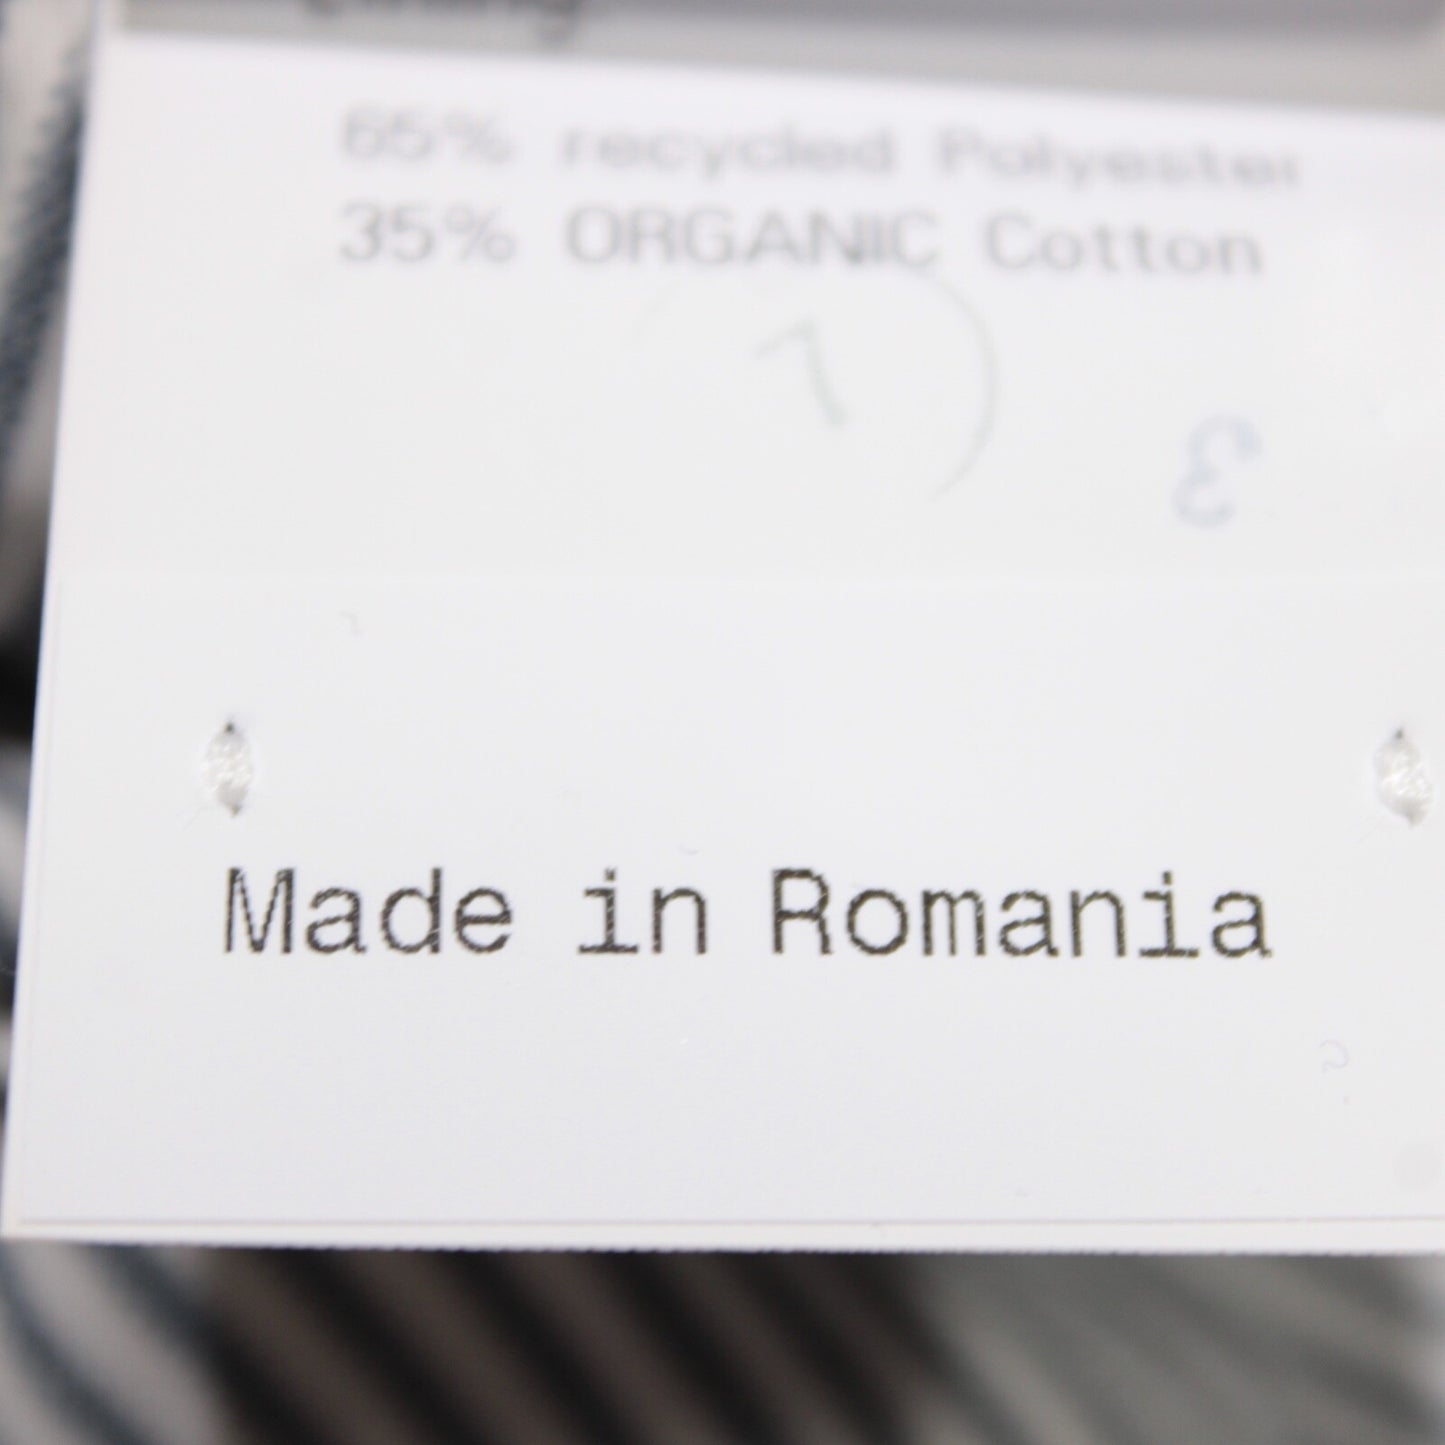 65% recycled Polyester
35% ORGANIC Cotton
7
3
Made in Romania